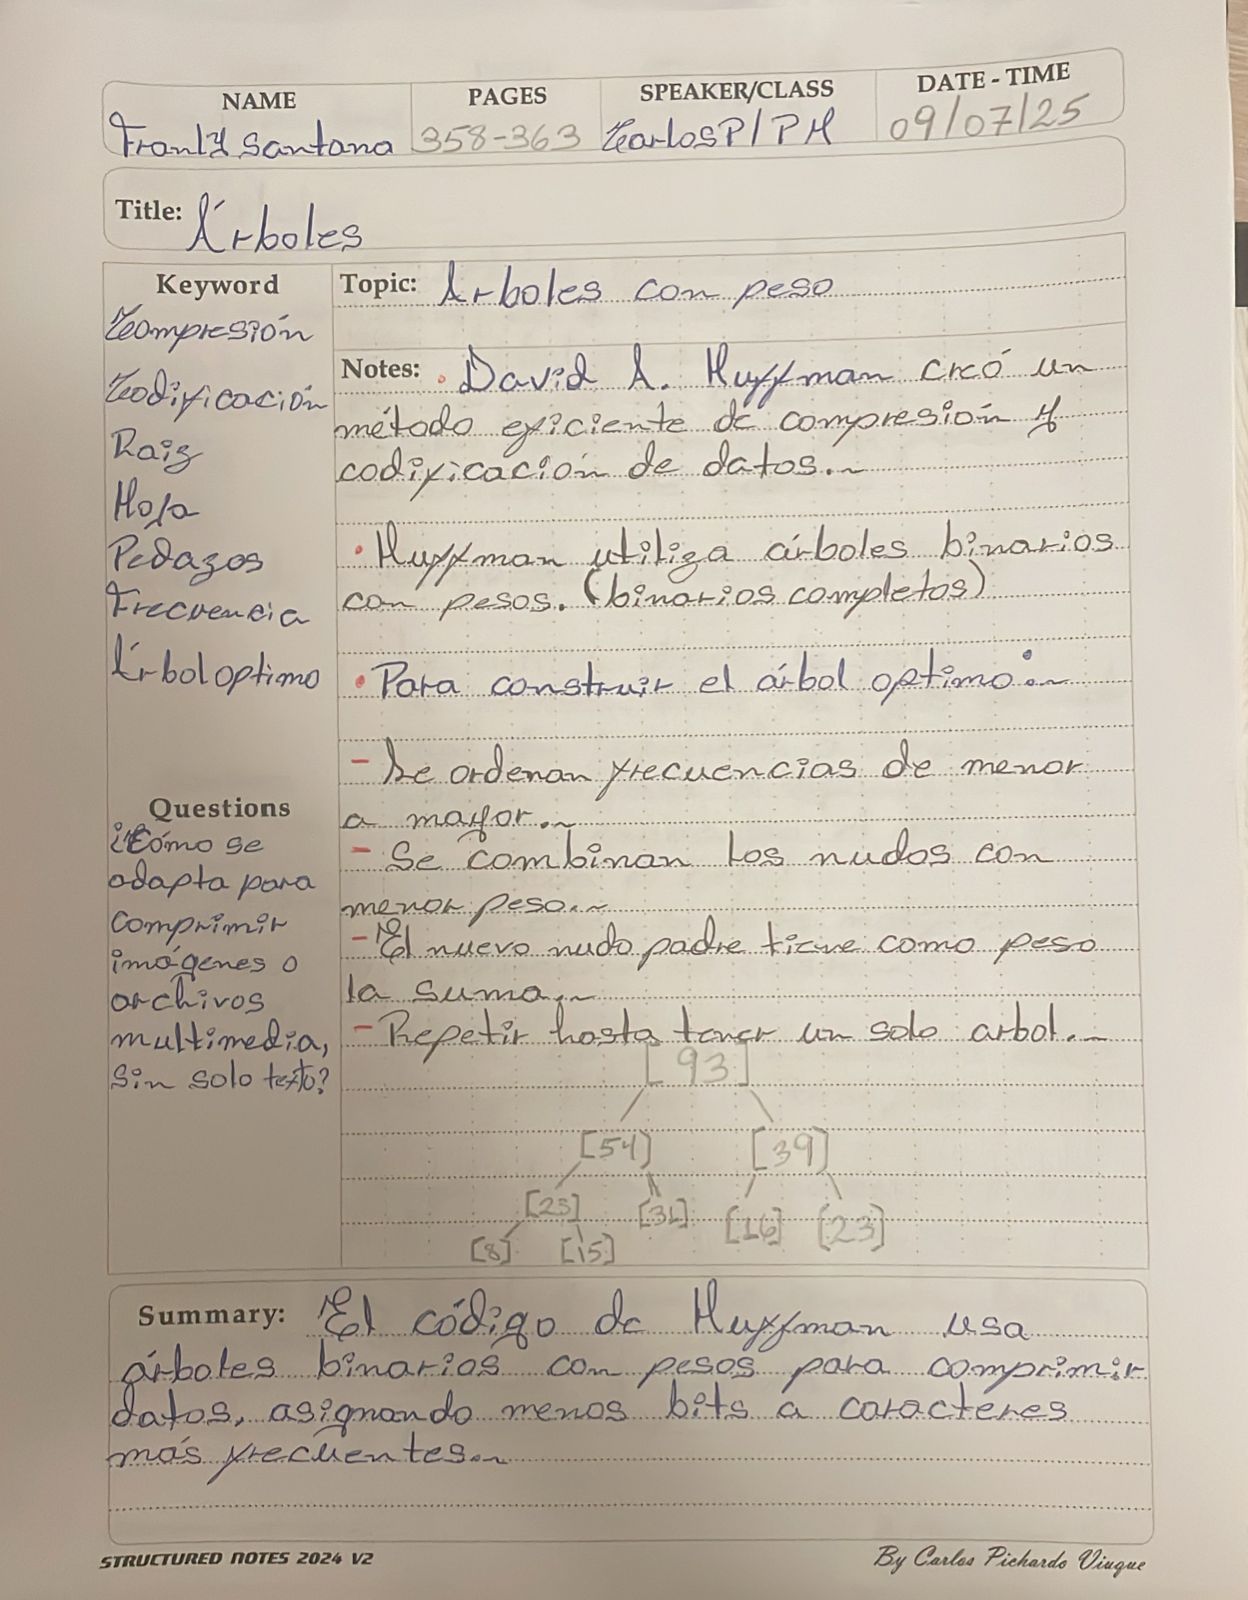 NAME PAGES SPEAKER/CLASS DATE - TIME
Franly Santana 358-363 Carlos P/PM 09/07/25
Title: Árboles
Keyword
Compresión
Codificación
Raiz
Hoja
Pedazos
Frecuencia
Árbol optimo
Questions
¿Cómo se
adapta para
comprimir
imágenes o
archivos
multimedia,
sin solo texto?
Topic: Árboles con peso
Notes: • David A. Huffman creó un
método eficiente de compresión y
codificación de datos.~
• Huffman utiliza árboles binarios
con pesos. (binarios completos)
• Para construir el árbol optimo:~
- Se ordenan frecuencias de menor
a mayor.~
- Se combinan los nudos con
menor peso.~
- El nuevo nudo padre tiene como peso
la suma.~
- Repetir hasta tener un solo arbol.~
[93]
[54] [39]
[23] [31] [16] [23]
[8] [15]
Summary: El código de Huffman usa
árboles binarios con pesos para comprimir
datos, asignando menos bits a caracteres
más frecuentes.~
STRUCTURED NOTES 2024 V2 By Carlos Pichardo Viuque